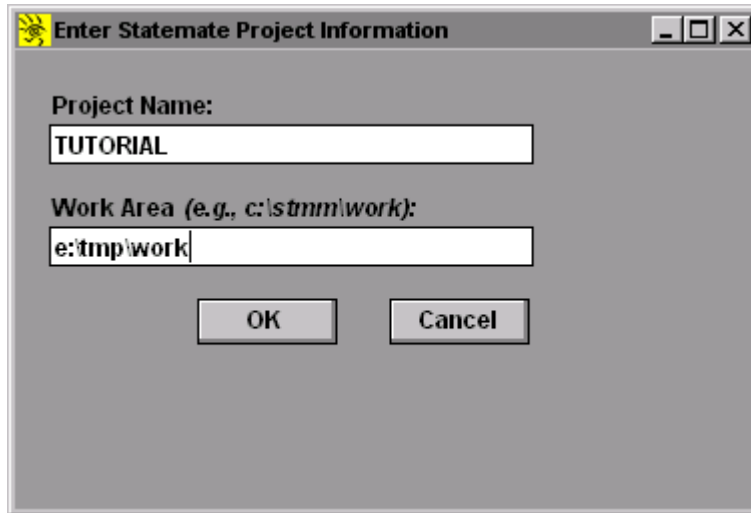 Enter Statemate Project Information
Project Name:
TUTORIAL
Work Area (e.g., c:\stmm\work):
e:\tmp\work
OK Cancel